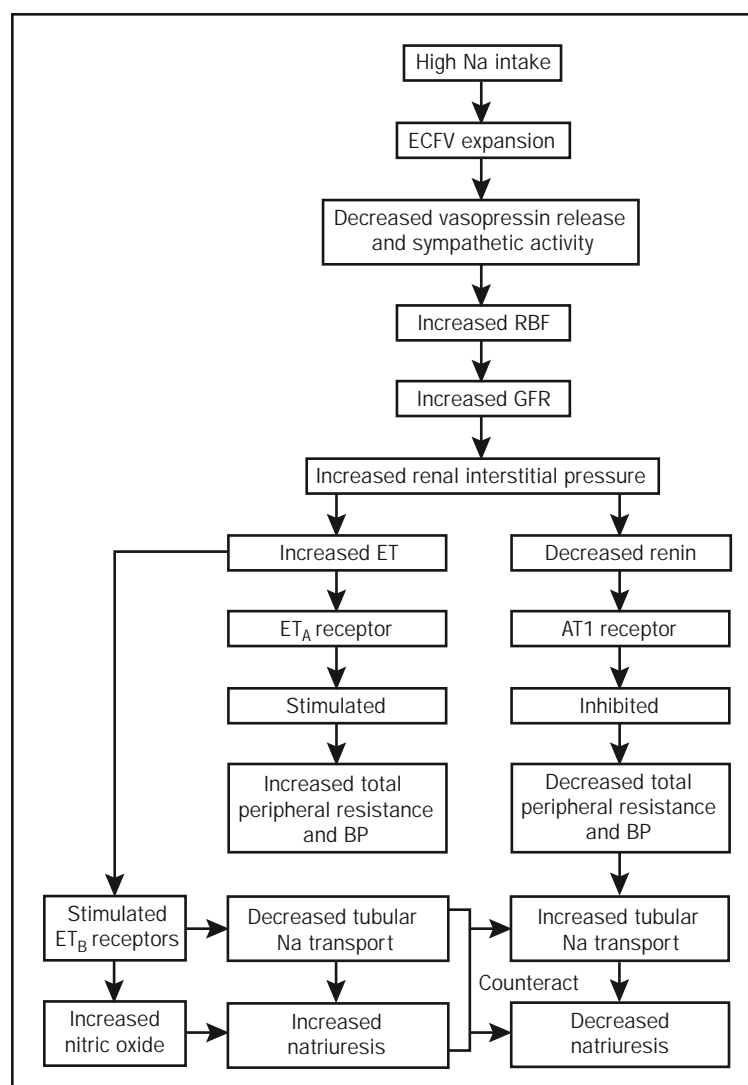 High Na intake
ECFV expansion
Decreased vasopressin release
and sympathetic activity
Increased RBF
Increased GFR
Increased renal interstitial pressure
Increased ET
Decreased renin
ET_A receptor
AT1 receptor
Stimulated
Inhibited
Increased total
peripheral resistance
and BP
Decreased total
peripheral resistance
and BP
Stimulated
ET_B receptors
Decreased tubular
Na transport
Increased tubular
Na transport
Counteract
Increased
nitric oxide
Increased
natriuresis
Decreased
natriuresis